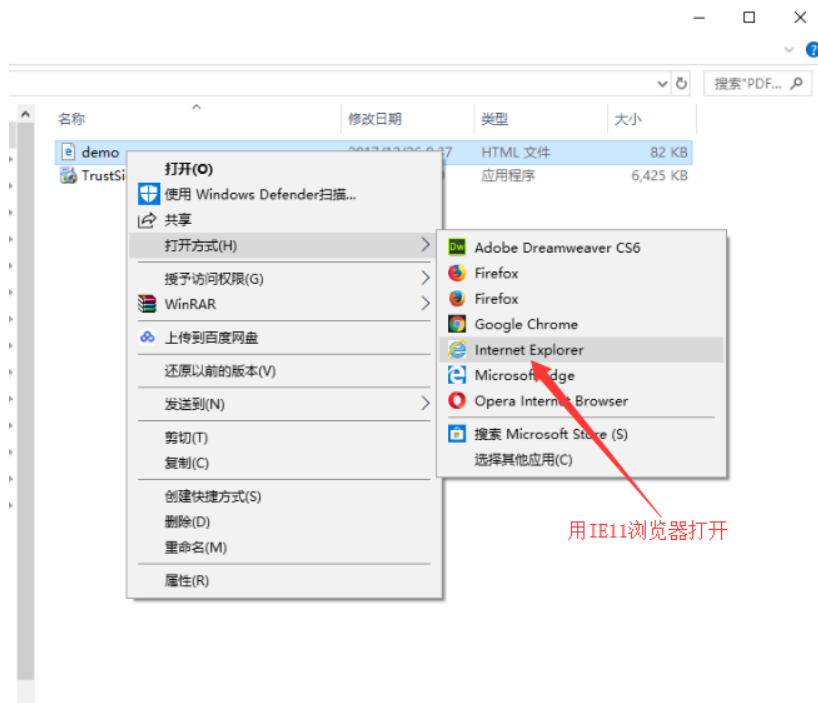 搜索"PDF...
名称 修改日期 类型 大小
demo HTML 文件 82 KB
TrustSi 应用程序 6,425 KB
打开(O)
使用 Windows Defender扫描...
共享
打开方式(H)
授予访问权限(G)
WinRAR
上传到百度网盘
还原以前的版本(V)
发送到(N)
剪切(T)
复制(C)
创建快捷方式(S)
删除(D)
重命名(M)
属性(R)
Adobe Dreamweaver CS6
Firefox
Firefox
Google Chrome
Internet Explorer
Microsoft Edge
Opera Internet Browser
搜索 Microsoft Store (S)
选择其他应用(C)
用IE11浏览器打开